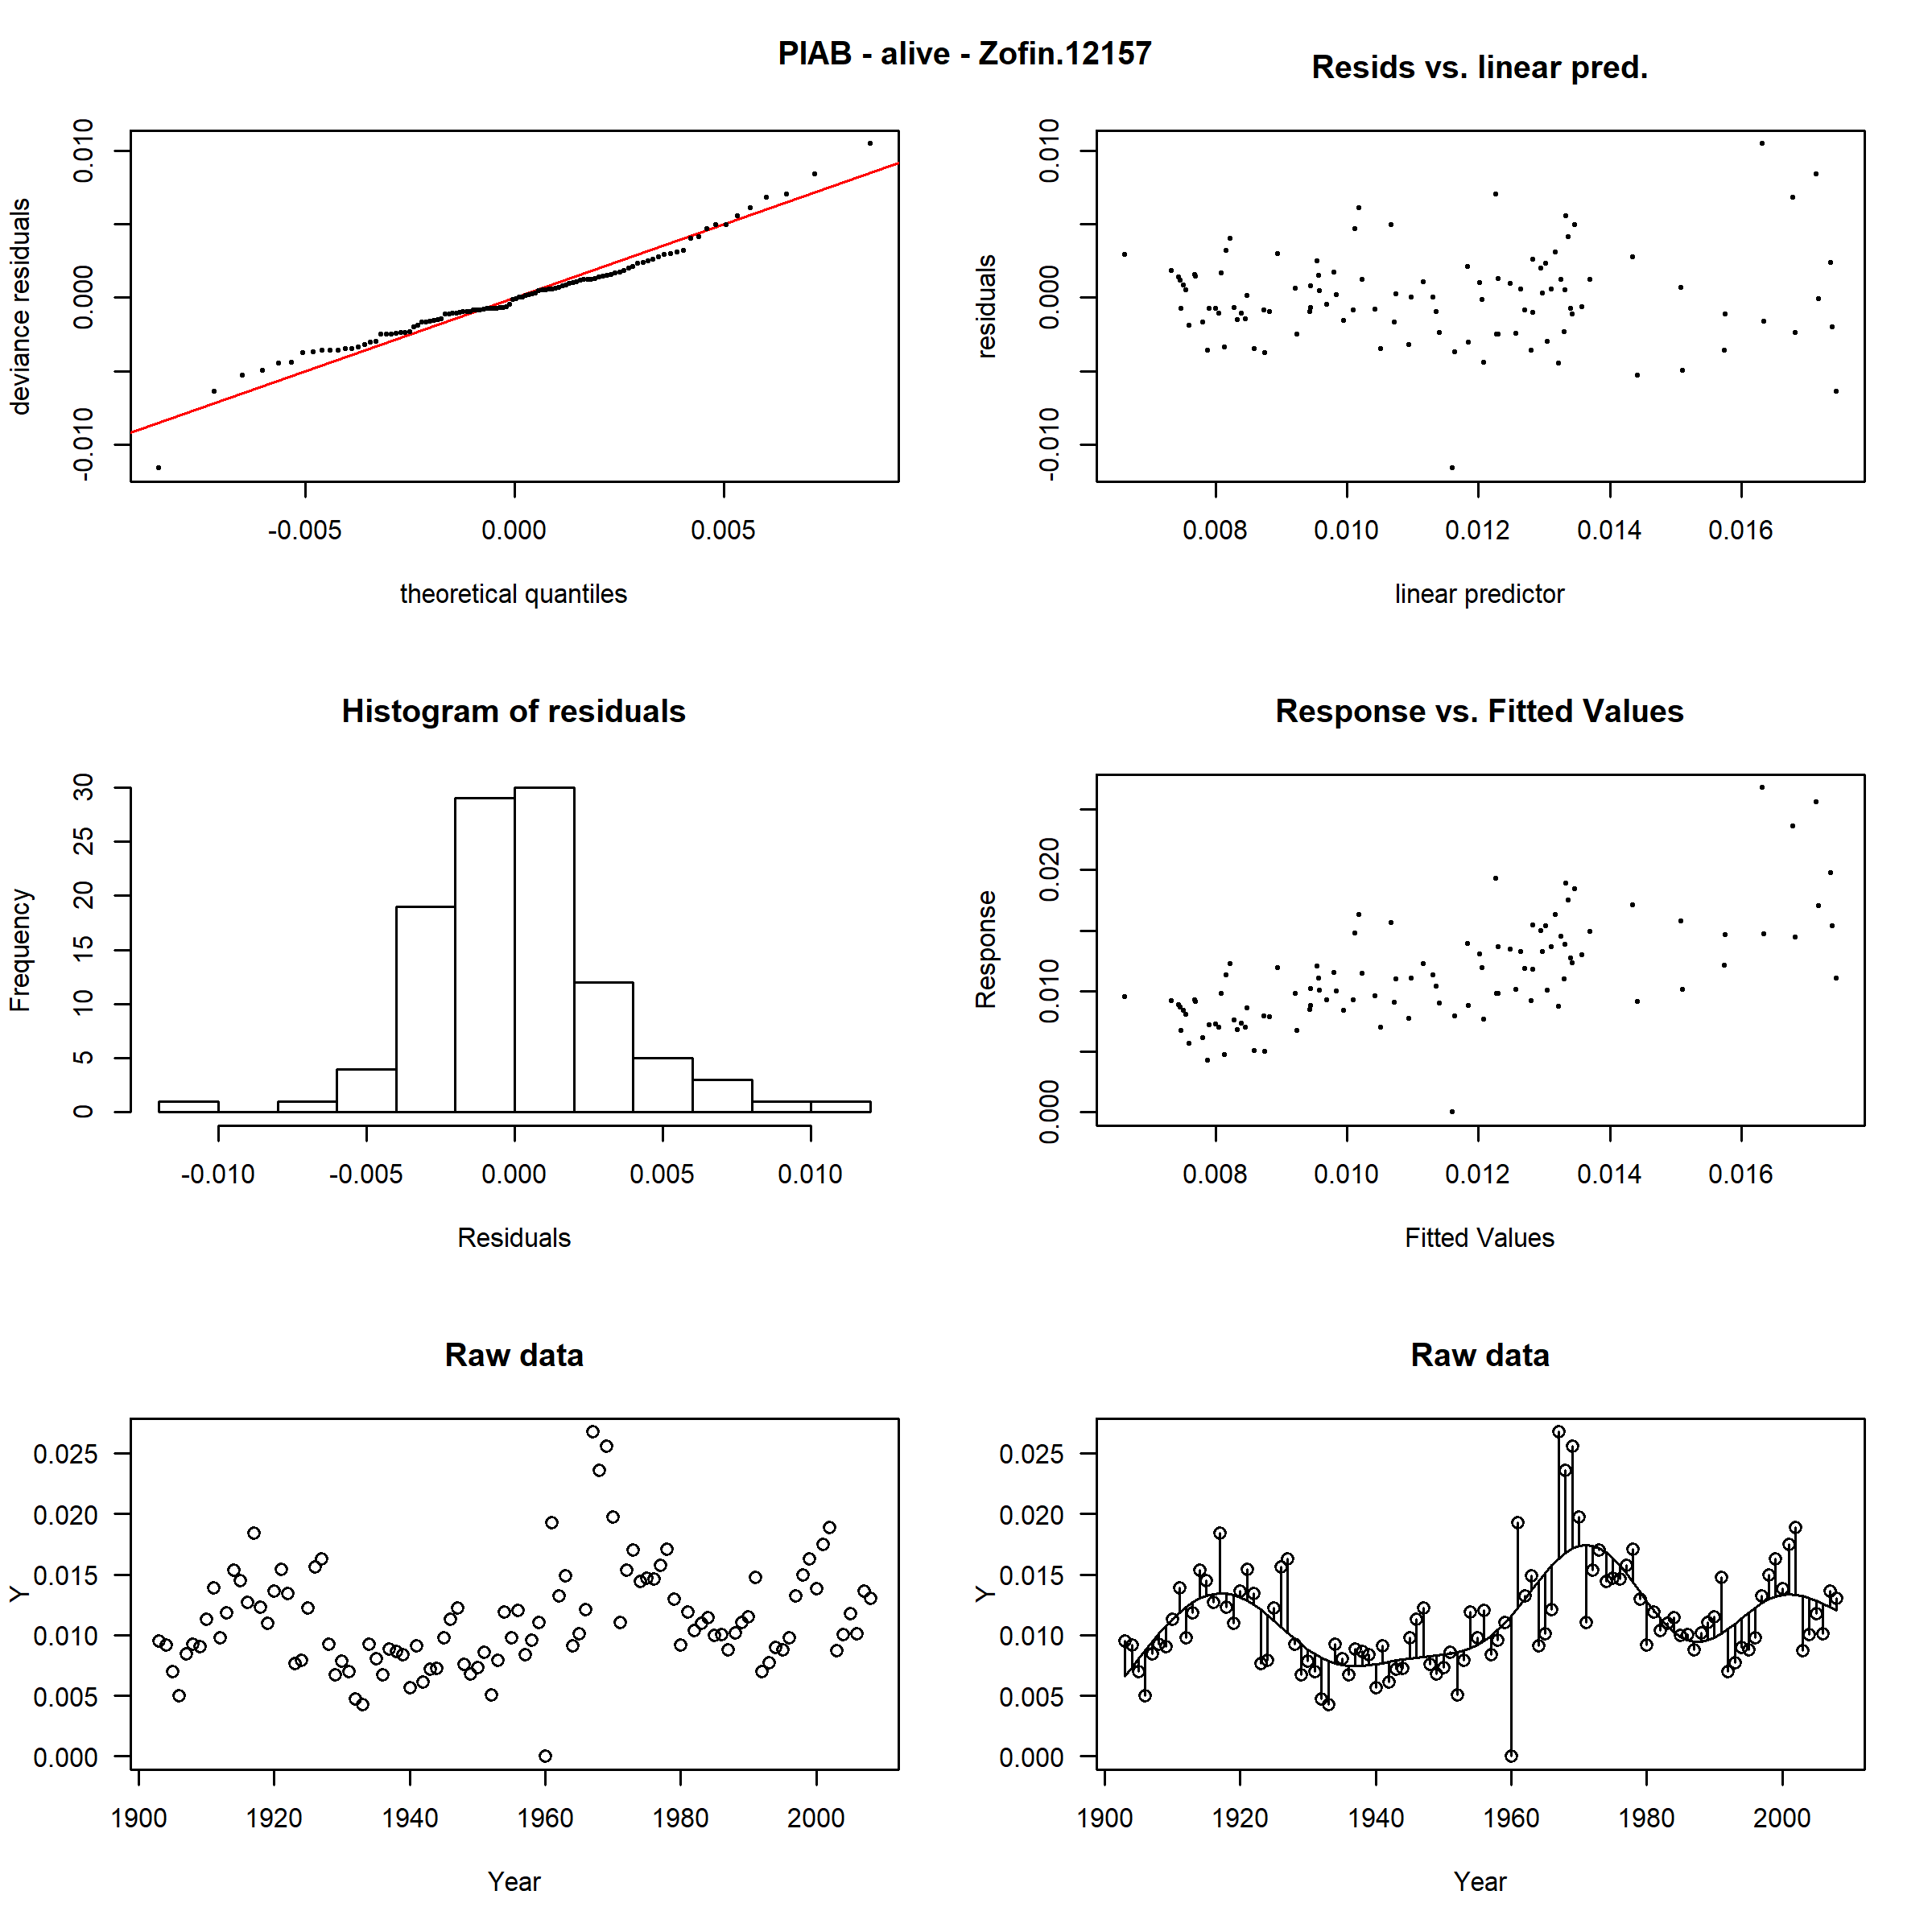 PIAB - alive - Zofin.12157
Resids vs. linear pred.
deviance residuals
-0.010 0.000 0.010
-0.005 0.000 0.005
theoretical quantiles
residuals
-0.010 0.000 0.010
0.008 0.010 0.012 0.014 0.016
linear predictor
Histogram of residuals
Frequency
0 5 10 15 20 25 30
-0.010 -0.005 0.000 0.005 0.010
Residuals
Response vs. Fitted Values
Response
0.000 0.010 0.020
0.008 0.010 0.012 0.014 0.016
Fitted Values
Raw data
Y
0.025
0.020
0.015
0.010
0.005
0.000
1900 1920 1940 1960 1980 2000
Year
Raw data
Y
0.025
0.020
0.015
0.010
0.005
0.000
1900 1920 1940 1960 1980 2000
Year